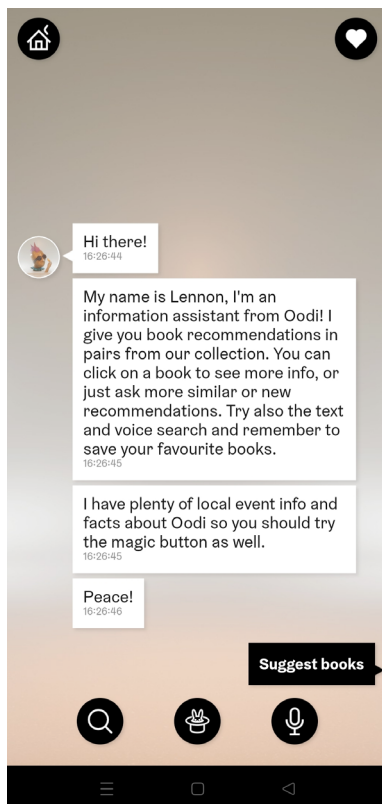 Hi there!
16:26:44
My name is Lennon, I'm an
information assistant from Oodi! I
give you book recommendations in
pairs from our collection. You can
click on a book to see more info, or
just ask more similar or new
recommendations. Try also the text
and voice search and remember to
save your favourite books.
16:26:45
I have plenty of local event info and
facts about Oodi so you should try
the magic button as well.
16:26:45
Peace!
16:26:46
Suggest books